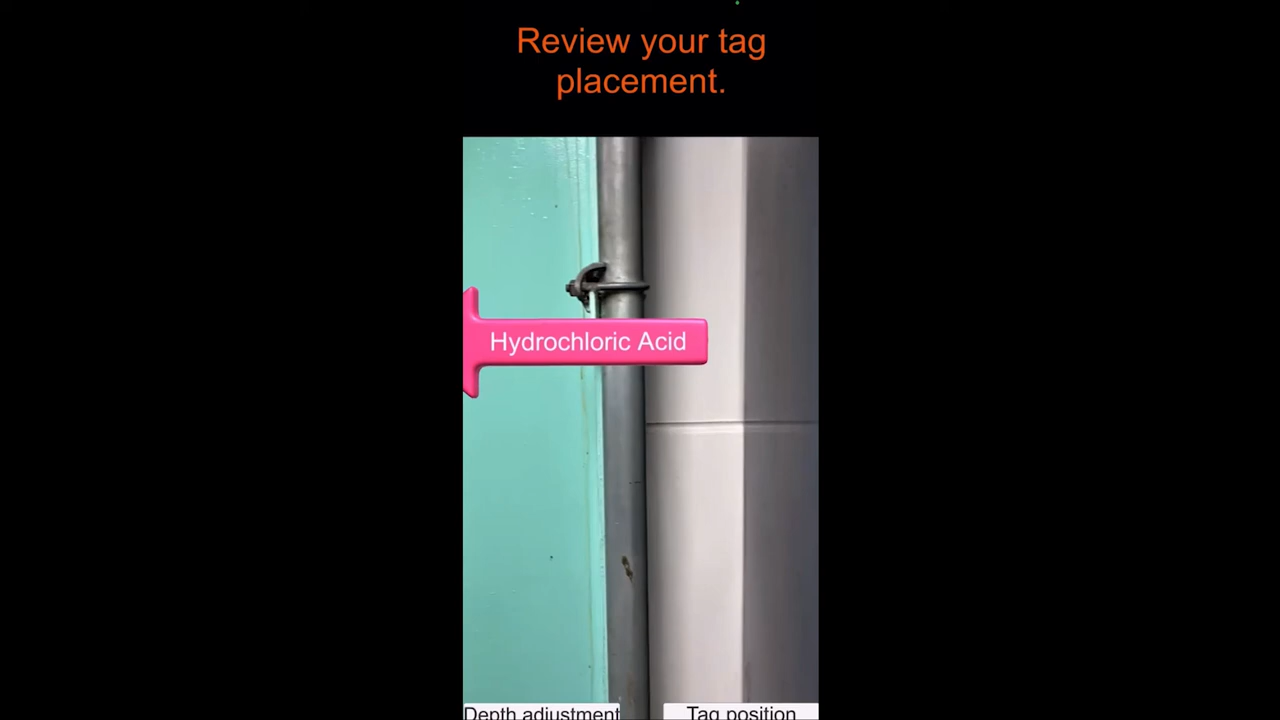 Review your tag
placement.
Hydrochloric Acid
Depth adjustment
Tag position